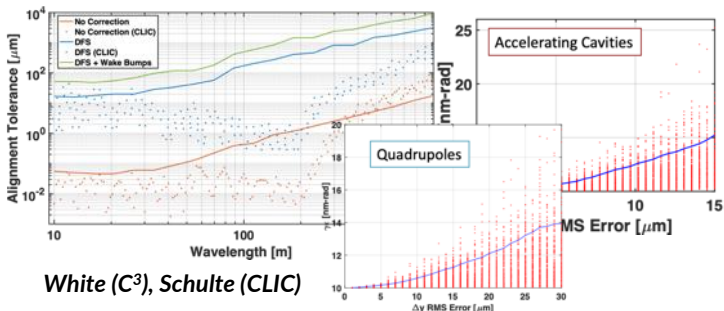 Alignment Tolerance [μm]
10⁴
10²
10⁰
10⁻²
No Correction
No Correction (CLIC)
DFS
DFS (CLIC)
DFS + Wake Bumps
10
100
Wavelength [m]
White (C³), Schulte (CLIC)
25
20
[nm-rad]
Accelerating Cavities
10
15
MS Error [μm]
20
18
16
14
12
10
[nm-rad]
Quadrupoles
0
5
10
15
20
25
30
Δy RMS Error [μm]